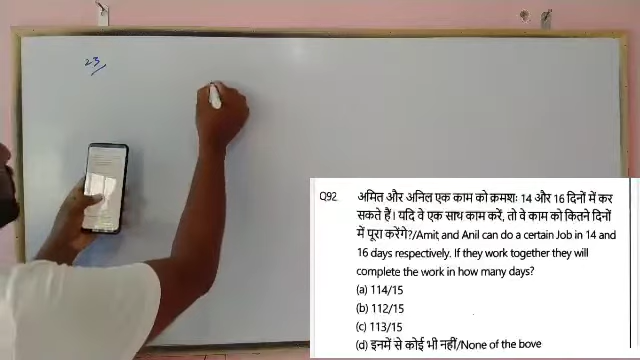 23
Q92 अमित और अनिल एक काम को क्रमशः 14 और 16 दिनों में कर
सकते हैं। यदि वे एक साथ काम करें, तो वे काम को कितने दिनों
में पूरा करेंगे?/Amit and Anil can do a certain Job in 14 and
16 days respectively. If they work together they will
complete the work in how many days?
(a) 114/15
(b) 112/15
(c) 113/15
(d) इनमें से कोई भी नहीं/None of the bove